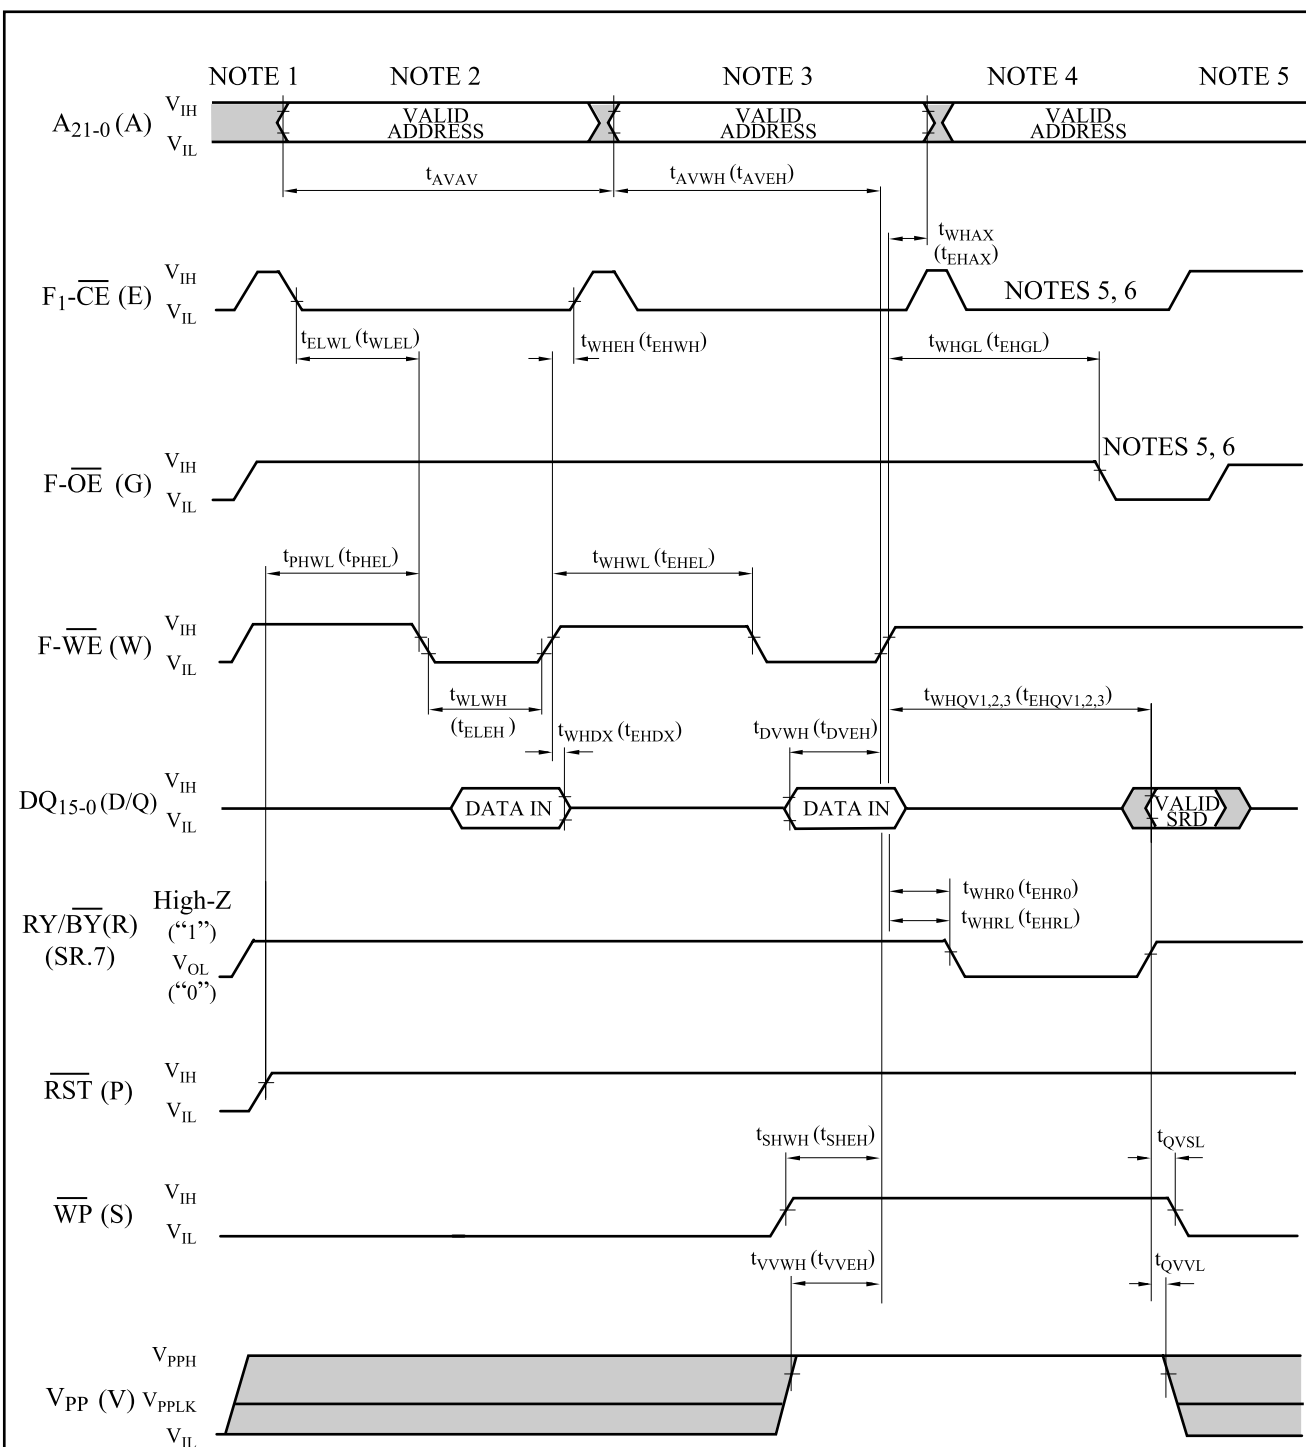 NOTE 1 NOTE 2 NOTE 3 NOTE 4 NOTE 5
A21-0 (A) VIH VIL VALID ADDRESS VALID ADDRESS VALID ADDRESS
tAVAV tAVWH (tAVEH)
tWHAX
(tEHAX)
F1-CE (E) VIH VIL NOTES 5, 6
tELWL (tWLEL) tWHEH (tEHWH) tWHGL (tEHGL)
F-OE (G) VIH VIL NOTES 5, 6
tPHWL (tPHEL) tWHWL (tEHEL)
F-WE (W) VIH VIL
tWLWH
(tELEH)
tWHDX (tEHDX) tDVWH (tDVEH) tWHQV1,2,3 (tEHQV1,2,3)
DQ15-0 (D/Q) VIH VIL DATA IN DATA IN VALID SRD
tWHR0 (tEHR0)
tWHRL (tEHRL)
RY/BY(R)
(SR.7)
High-Z
(“1”)
VOL
(“0”)
RST (P) VIH VIL
tSHWH (tSHEH) tQVSL
WP (S) VIH VIL
tVVWH (tVVEH) tQVVL
VPP (V) VPPH VPPLK VIL